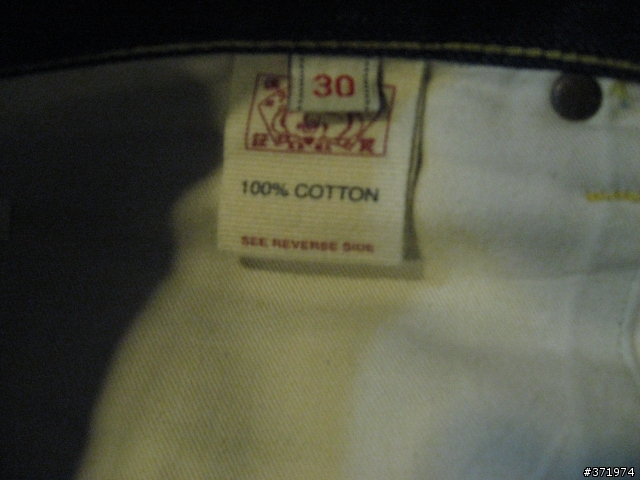 30
100% COTTON
SEE REVERSE SIDE
#371974